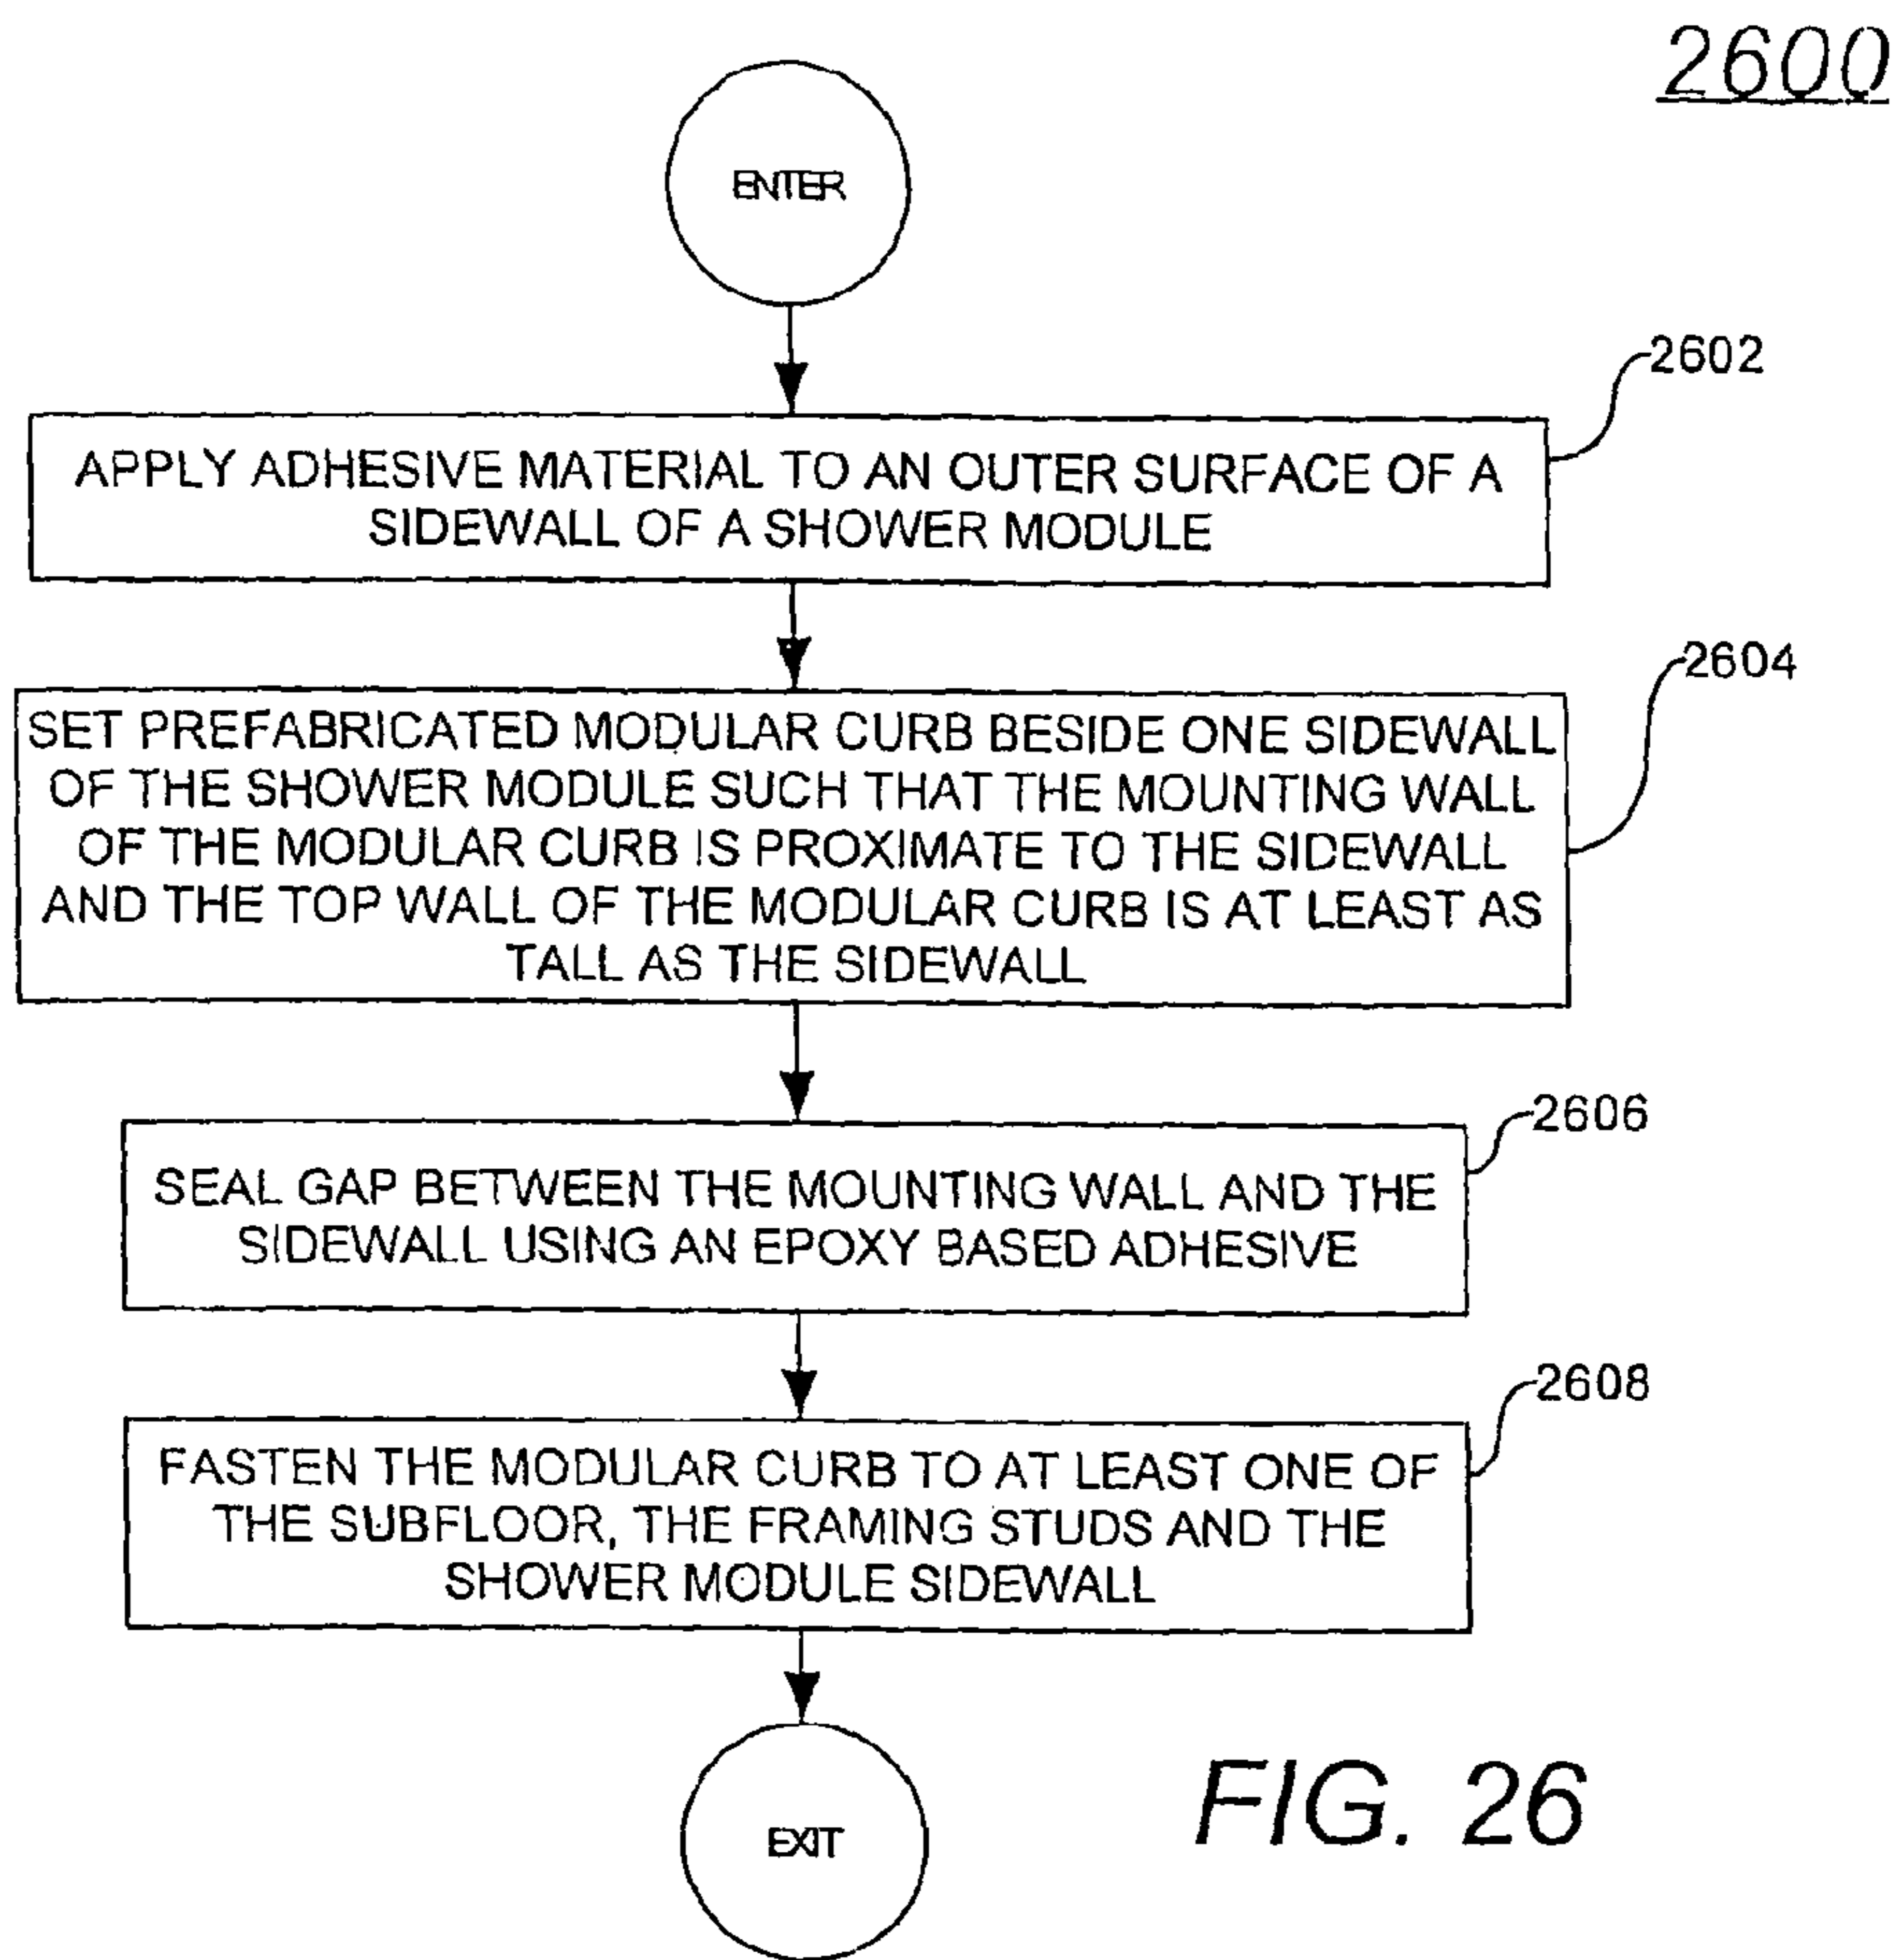 2600
ENTER
2602
APPLY ADHESIVE MATERIAL TO AN OUTER SURFACE OF A
SIDEWALL OF A SHOWER MODULE
2604
SET PREFABRICATED MODULAR CURB BESIDE ONE SIDEWALL
OF THE SHOWER MODULE SUCH THAT THE MOUNTING WALL
OF THE MODULAR CURB IS PROXIMATE TO THE SIDEWALL
AND THE TOP WALL OF THE MODULAR CURB IS AT LEAST AS
TALL AS THE SIDEWALL
2606
SEAL GAP BETWEEN THE MOUNTING WALL AND THE
SIDEWALL USING AN EPOXY BASED ADHESIVE
2608
FASTEN THE MODULAR CURB TO AT LEAST ONE OF
THE SUBFLOOR, THE FRAMING STUDS AND THE
SHOWER MODULE SIDEWALL
EXIT
FIG. 26